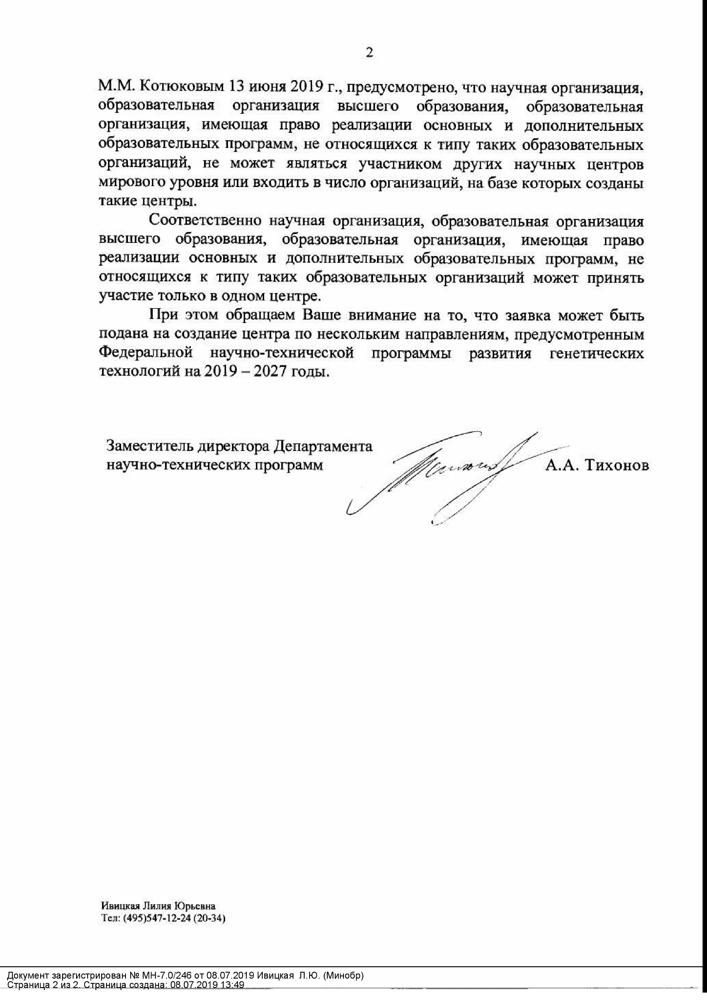 2
М.М. Котюковым 13 июня 2019 г., предусмотрено, что научная организация,
образовательная организация высшего образования, образовательная
организация, имеющая право реализации основных и дополнительных
образовательных программ, не относящихся к типу таких образовательных
организаций, не может являться участником других научных центров
мирового уровня или входить в число организаций, на базе которых созданы
такие центры.
Соответственно научная организация, образовательная организация
высшего образования, образовательная организация, имеющая право
реализации основных и дополнительных образовательных программ, не
относящихся к типу таких образовательных организаций может принять
участие только в одном центре.
При этом обращаем Ваше внимание на то, что заявка может быть
подана на создание центра по нескольким направлениям, предусмотренным
Федеральной научно-технической программы развития генетических
технологий на 2019 – 2027 годы.
Заместитель директора Департамента
научно-технических программ
А.А. Тихонов
Ивицкая Лилия Юрьевна
Тел: (495)547-12-24 (20-34)
Документ зарегистрирован № МН-7.0/246 от 08.07.2019 Ивицкая Л.Ю. (Минобр)
Страница 2 из 2. Страница создана: 08.07.2019 13:49